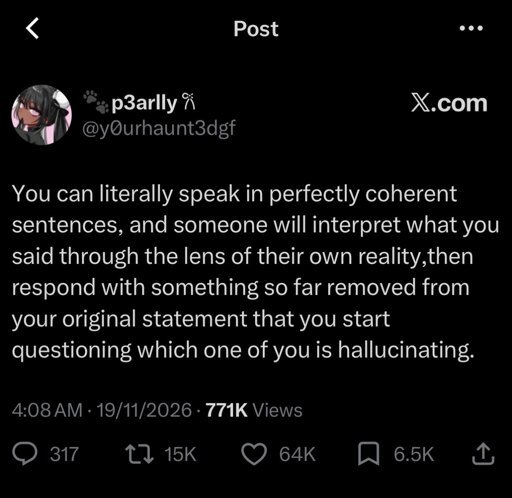 Post
p3arlly
X.com
@y0urhaunt3dgf
You can literally speak in perfectly coherent
sentences, and someone will interpret what you
said through the lens of their own reality,then
respond with something so far removed from
your original statement that you start
questioning which one of you is hallucinating.
4:08 AM · 19/11/2026 · 771K Views
317 15K 64K 6.5K